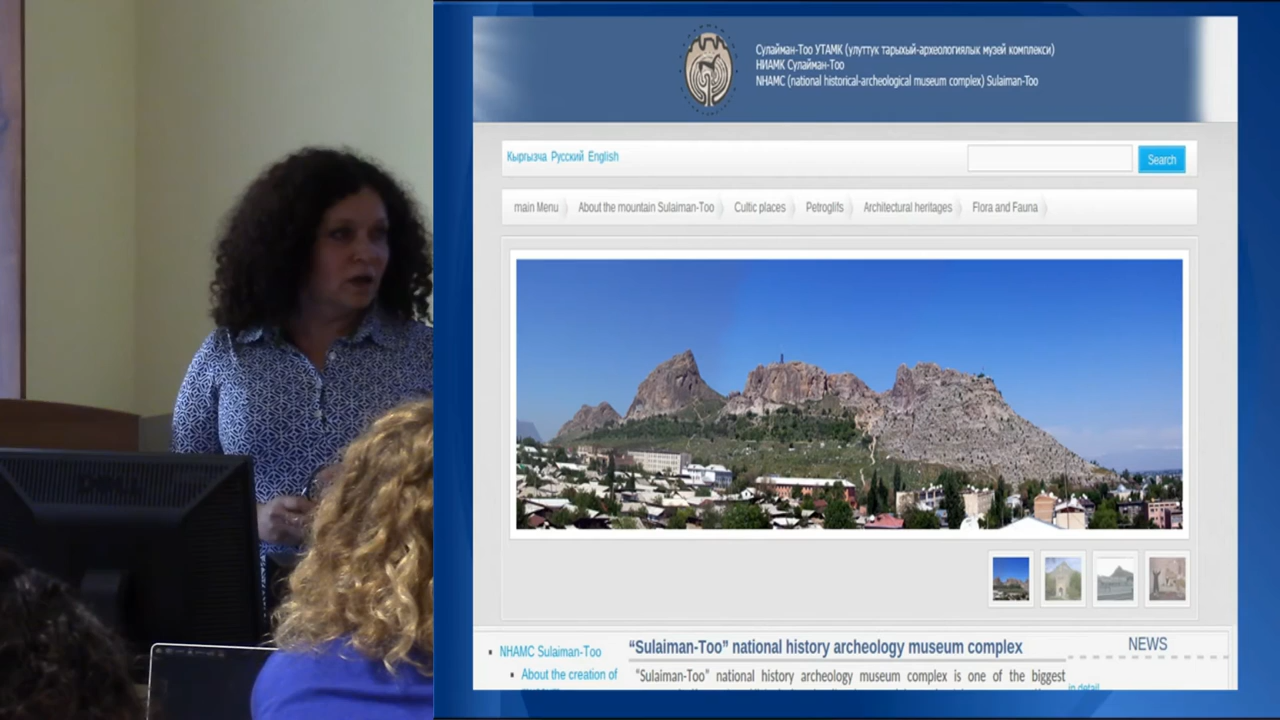 Сулайман-Тоо УТАМК (улуттук тарыхый-археологиялык музей комплекси)
НИАМК Сулайман-Тоо
NHAMC (national historical-archeological museum complex) Sulaiman-Too
Кыргызча Русский English
Search
main Menu
About the mountain Sulaiman-Too
Cultic places
Petroglifs
Architectural heritages
Flora and Fauna
NHAMC Sulaiman-Too
About the creation of
“Sulaiman-Too” national history archeology museum complex
"Sulaiman-Too" national history archeology museum complex is one of the biggest
NEWS
in detail
DELL